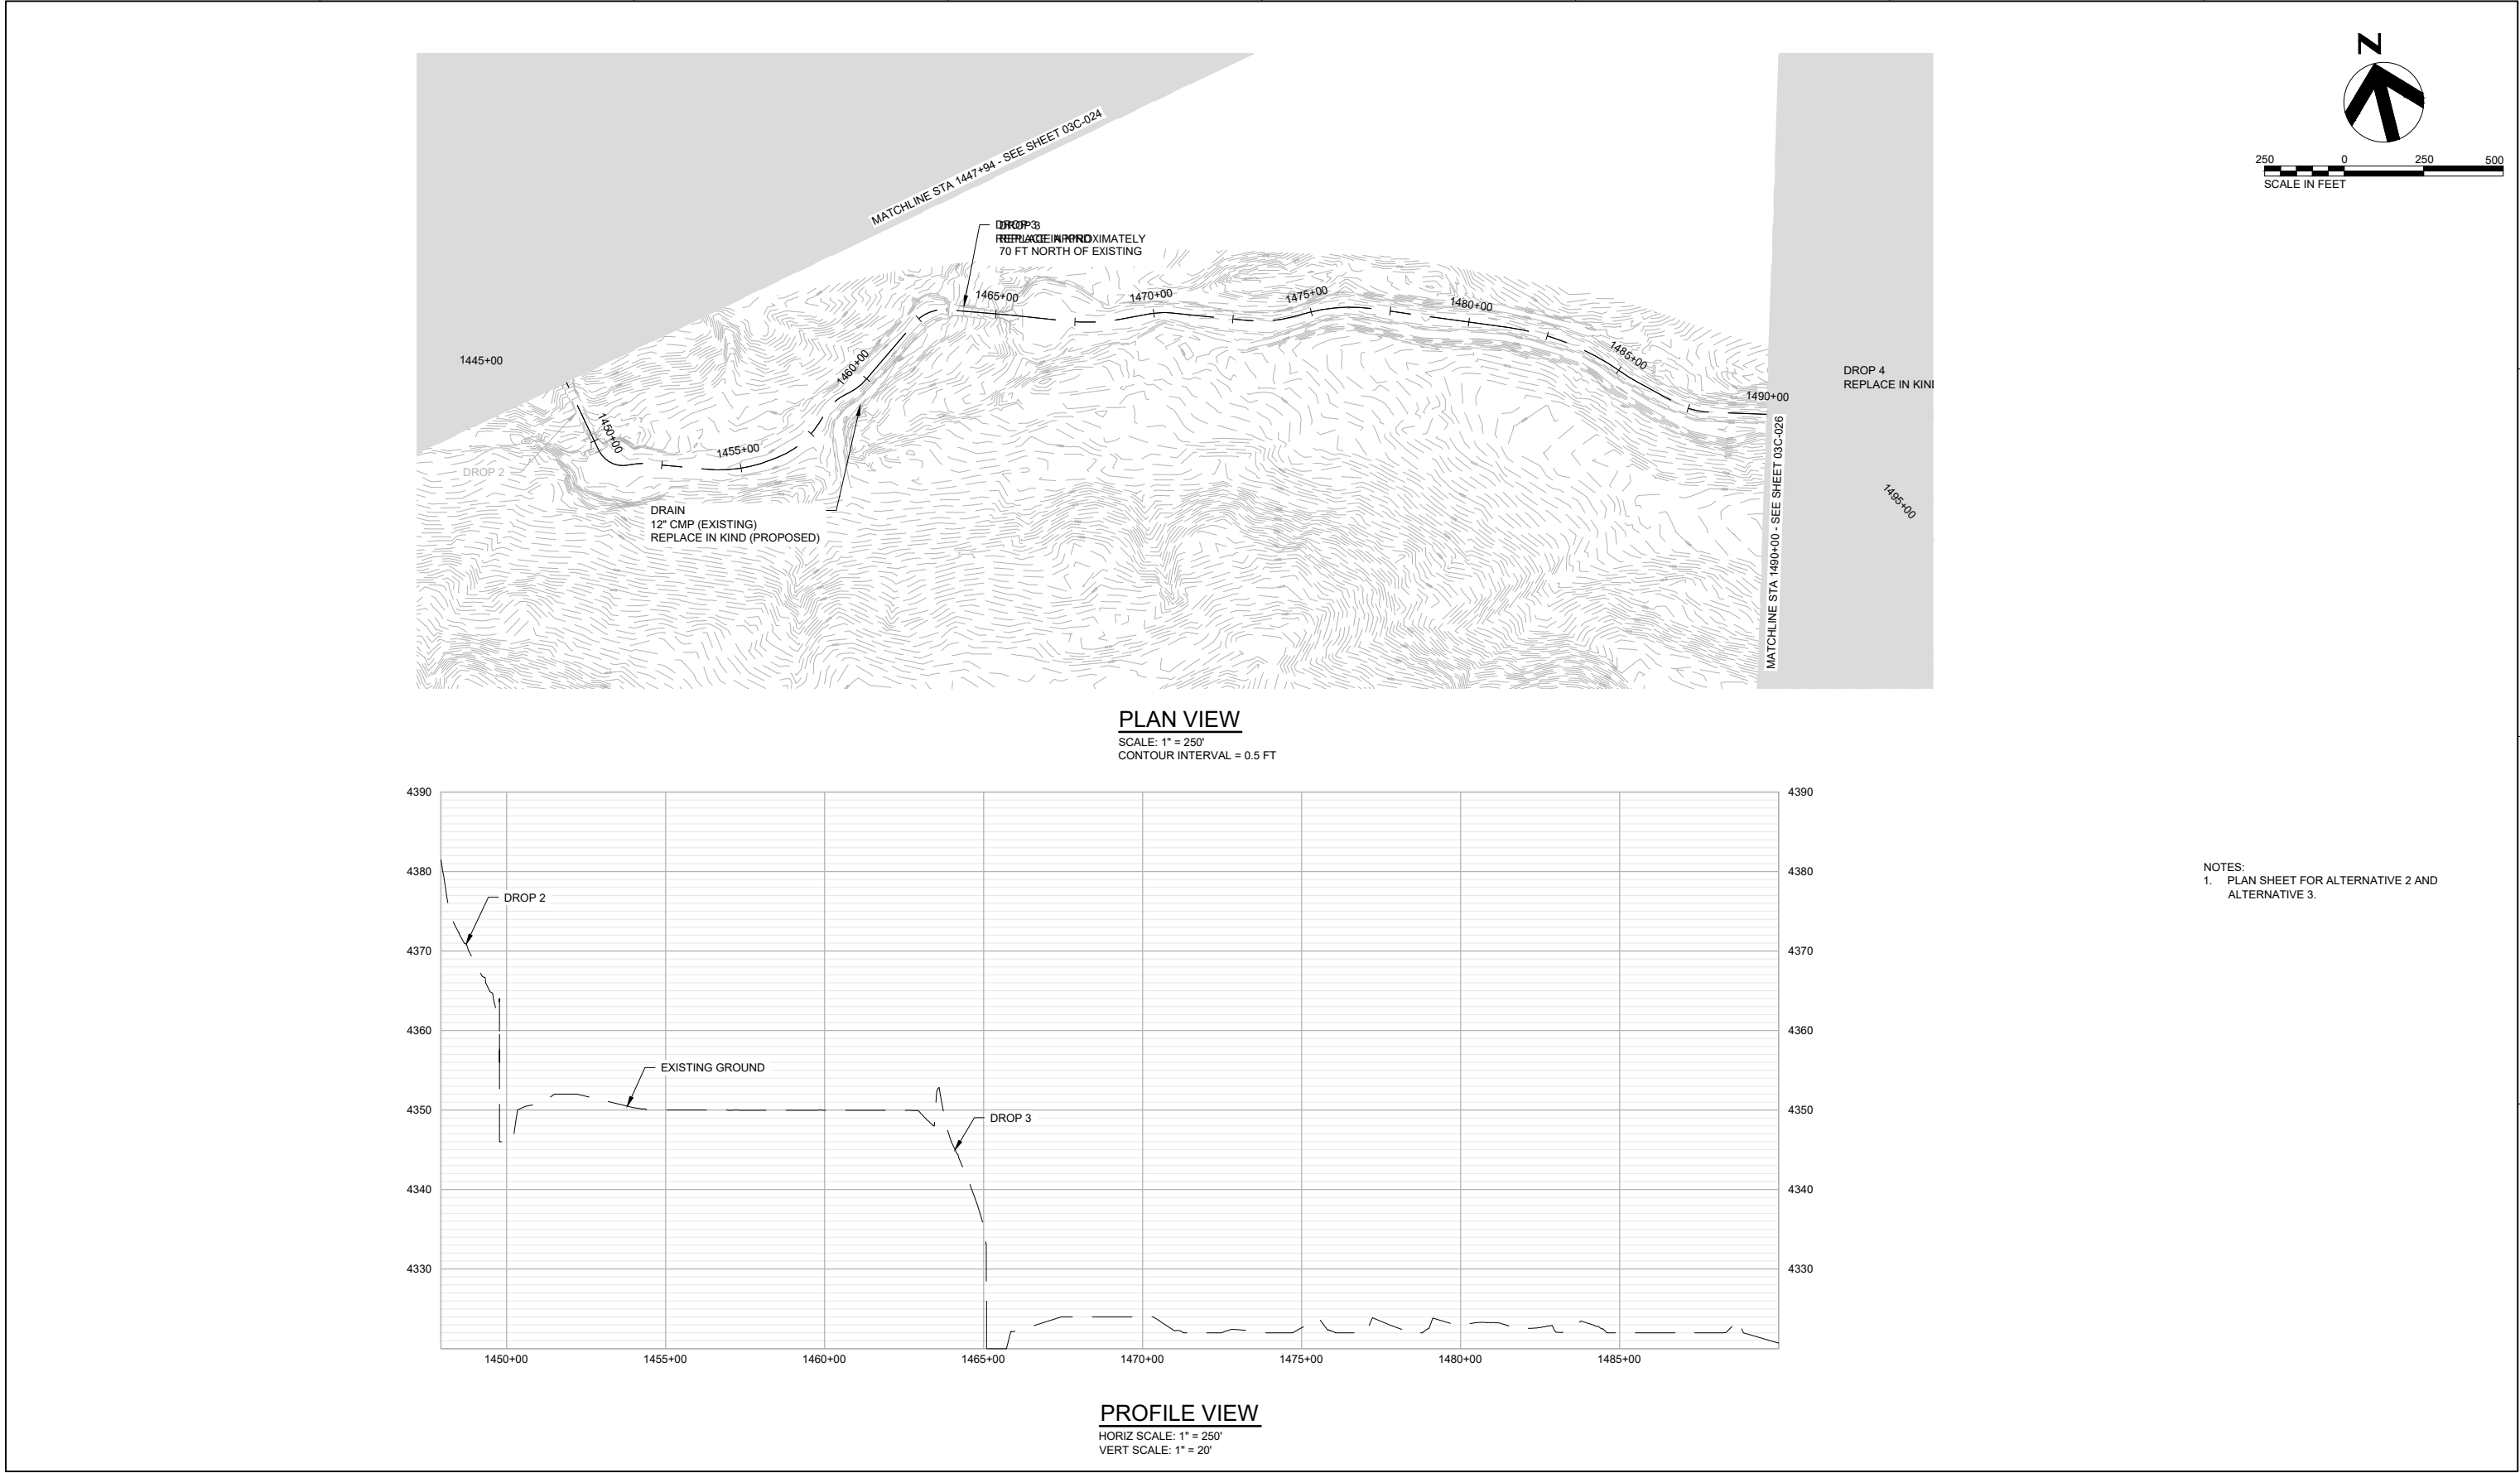 N
250 0 250 500
SCALE IN FEET
MATCHLINE STA 1447+94 - SEE SHEET 03C-024
DROP 3
70 FT NORTH OF EXISTING
1445+00
1450+00
1455+00
1460+00
1465+00
1470+00
1475+00
1480+00
1485+00
1490+00
1495+00
DROP 2
DROP 4
REPLACE IN KIN
DRAIN
12" CMP (EXISTING)
REPLACE IN KIND (PROPOSED)
MATCHLINE STA 1490+00 - SEE SHEET 03C-026
PLAN VIEW
SCALE: 1" = 250'
CONTOUR INTERVAL = 0.5 FT
4390 4390
4380 4380
DROP 2
4370 4370
4360 4360
EXISTING GROUND
4350 4350
DROP 3
4340 4340
4330 4330
1450+00 1455+00 1460+00 1465+00 1470+00 1475+00 1480+00 1485+00
PROFILE VIEW
HORIZ SCALE: 1" = 250'
VERT SCALE: 1" = 20'
NOTES:
1. PLAN SHEET FOR ALTERNATIVE 2 AND
ALTERNATIVE 3.